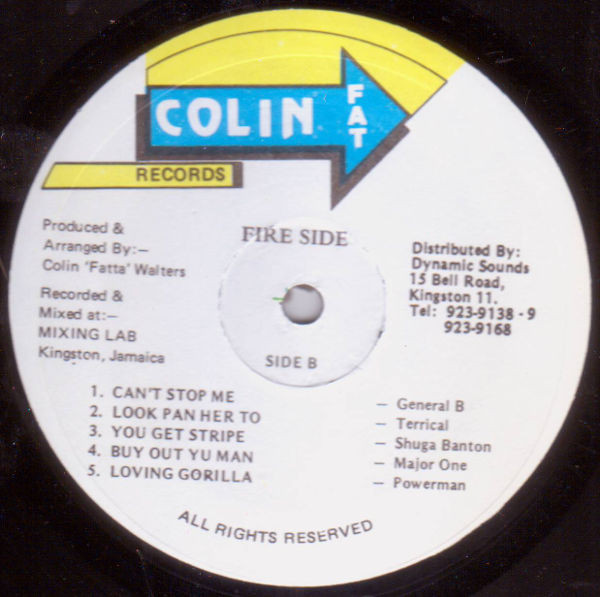 COLIN FAT
RECORDS
Produced &
Arranged By:—
Colin 'Fatta' Walters
Recorded &
Mixed at:—
MIXING LAB
Kingston, Jamaica
FIRE SIDE
SIDE B
Distributed By:
Dynamic Sounds
15 Bell Road,
Kingston 11.
Tel: 923-9138 - 9
923-9168
1. CAN'T STOP ME — General B
2. LOOK PAN HER TO — Terrical
3. YOU GET STRIPE — Shuga Banton
4. BUY OUT YU MAN — Major One
5. LOVING GORILLA — Powerman
ALL RIGHTS RESERVED